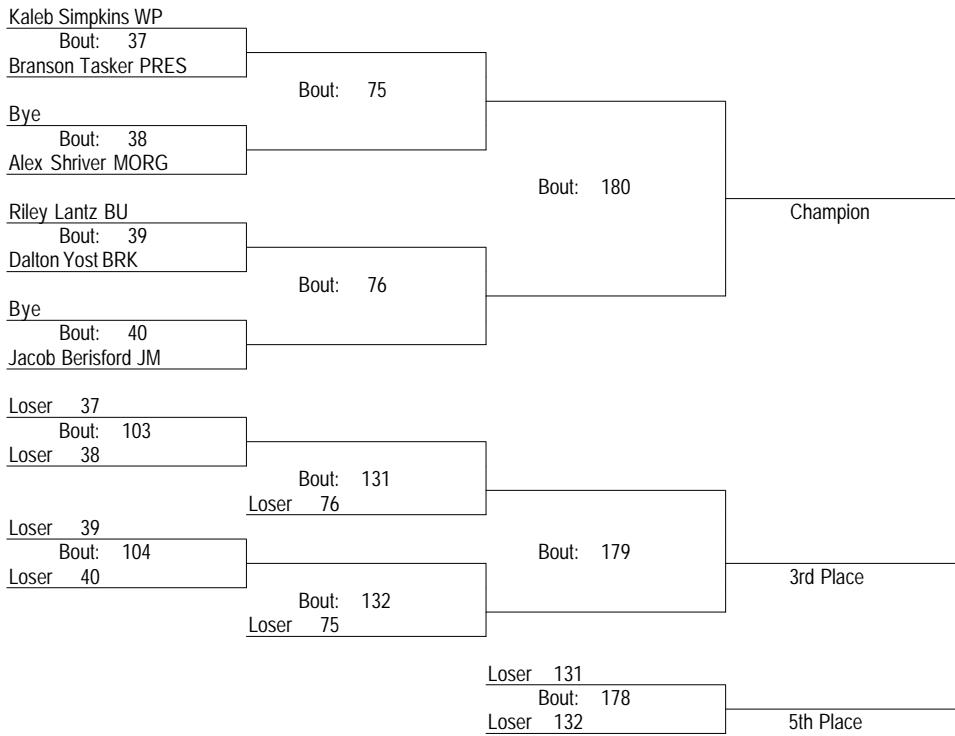 Kaleb Simpkins WP
Bout: 37
Branson Tasker PRES
Bout: 75
Bye
Bout: 38
Alex Shriver MORG
Bout: 180
Champion
Riley Lantz BU
Bout: 39
Dalton Yost BRK
Bout: 76
Bye
Bout: 40
Jacob Berisford JM
Loser 37
Bout: 103
Loser 38
Bout: 131
Loser 76
Loser 39
Bout: 104
Loser 40
Bout: 179
3rd Place
Bout: 132
Loser 75
Loser 131
Bout: 178
Loser 132
5th Place